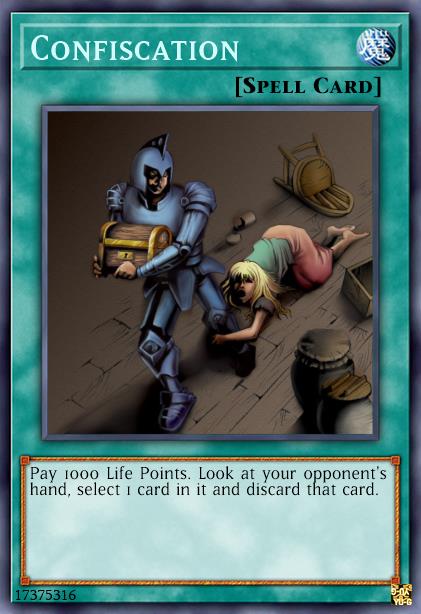 Confiscation
魔
[Spell Card]
Pay 1000 Life Points. Look at your opponent's
hand, select 1 card in it and discard that card.
17375316